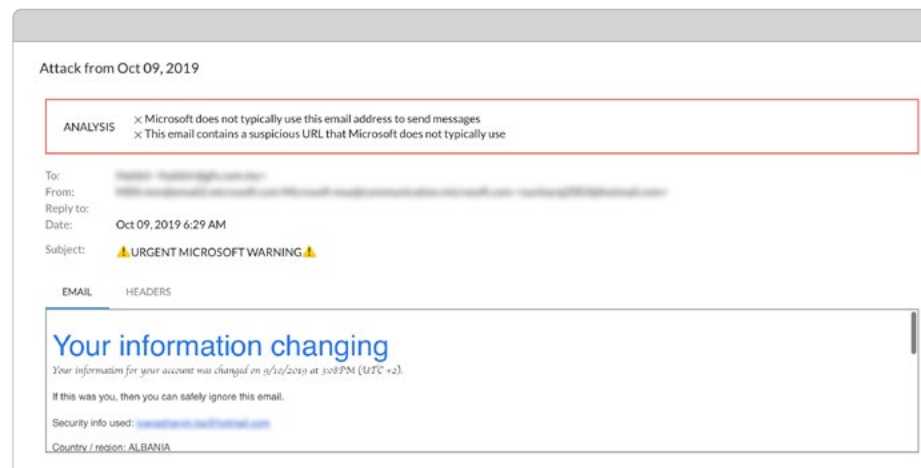 Attack from Oct 09, 2019
ANALYSIS
× Microsoft does not typically use this email address to send messages
× This email contains a suspicious URL that Microsoft does not typically use
To:
From:
Reply to:
Date: Oct 09, 2019 6:29 AM
Subject: ⚠URGENT MICROSOFT WARNING⚠
EMAIL HEADERS
Your information changing
Your information for your account was changed on 9/10/2019 at 3:08PM (UTC +2).
If this was you, then you can safely ignore this email.
Security info used:
Country / region: ALBANIA